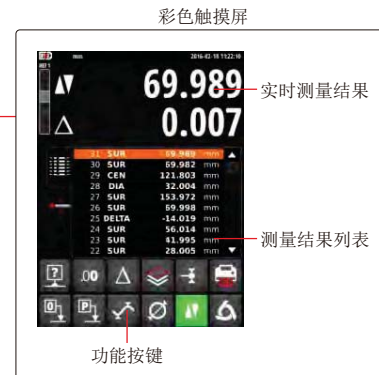 彩色触摸屏
mm 2016-02-18 11:22:10
69.989
实时测量结果
0.007
31 SUR 69.989 mm
30 SUR 69.982 mm
29 CEN 121.803 mm
28 DIA 32.004 mm
27 SUR 153.972 mm
26 SUR 69.998 mm
25 DELTA -14.019 mm
24 SUR 56.014 mm
23 SUR 41.995 mm
测量结果列表
22 SUR 28.005 mm
? .00 Δ
0 P Ø
功能按键